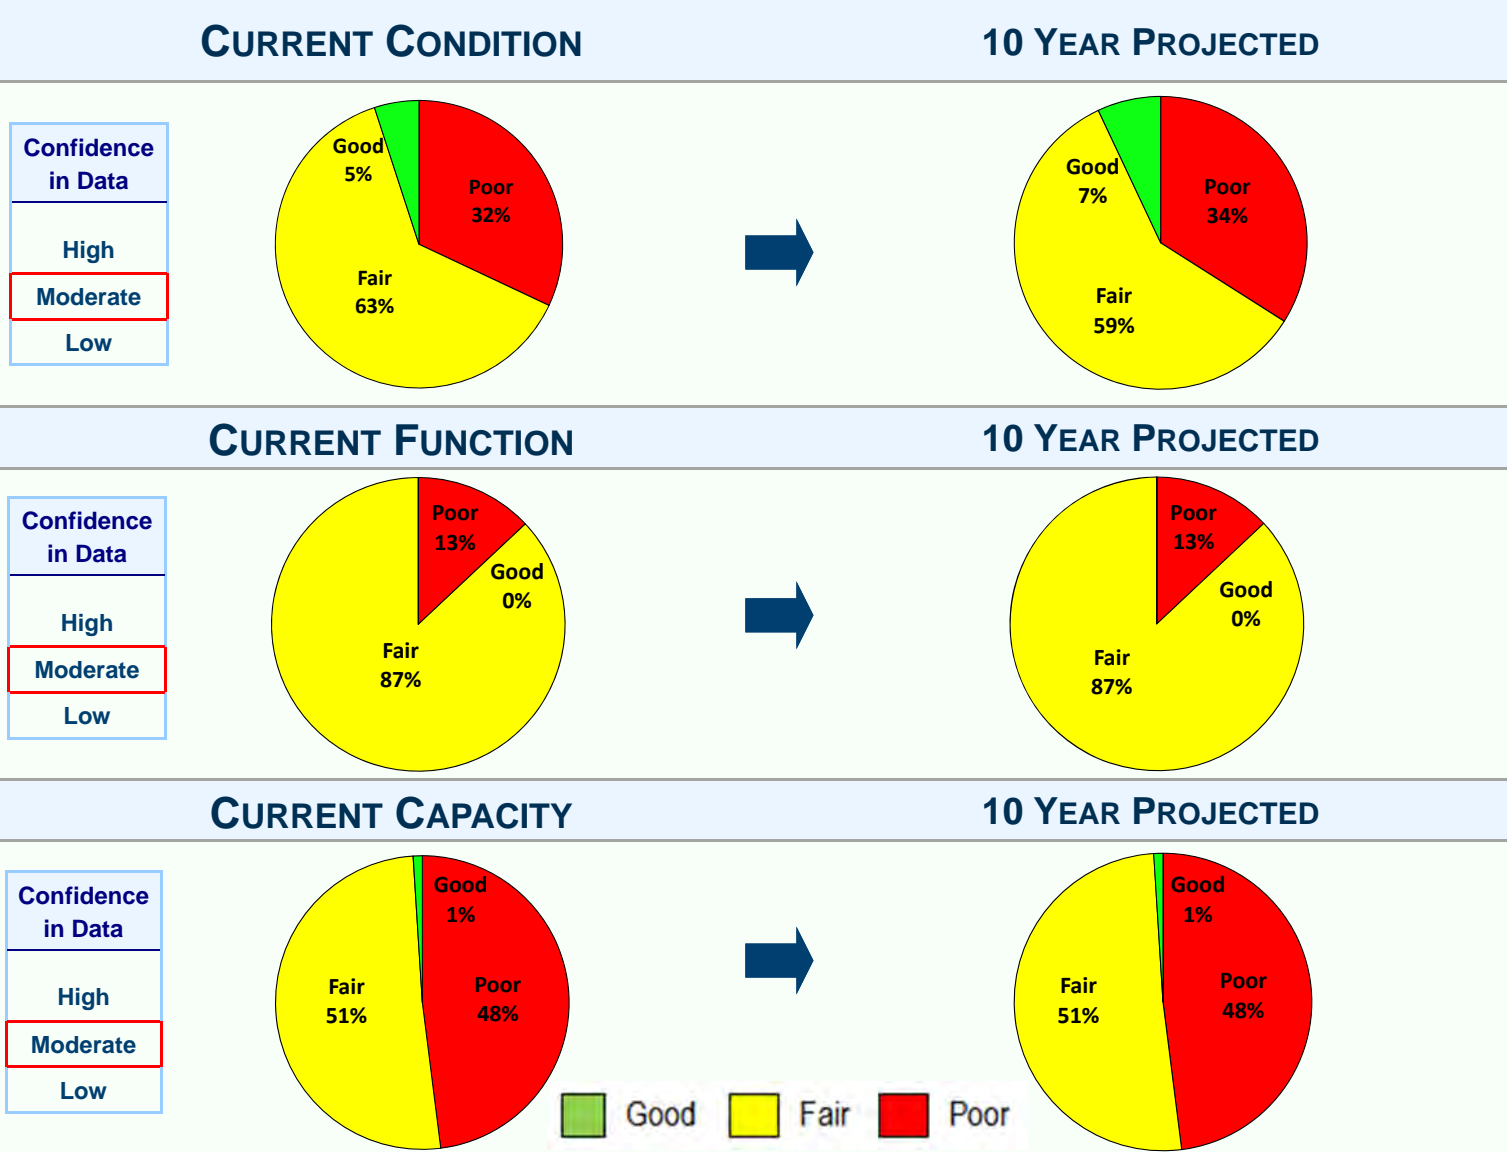 CURRENT CONDITION
10 YEAR PROJECTED
Confidence
in Data
High
Moderate
Low
Good
5%
Poor
32%
Fair
63%
Good
7%
Poor
34%
Fair
59%
CURRENT FUNCTION
10 YEAR PROJECTED
Confidence
in Data
High
Moderate
Low
Poor
13%
Good
0%
Fair
87%
Poor
13%
Good
0%
Fair
87%
CURRENT CAPACITY
10 YEAR PROJECTED
Confidence
in Data
High
Moderate
Low
Good
1%
Fair
51%
Poor
48%
Good
1%
Fair
51%
Poor
48%
Good
Fair
Poor